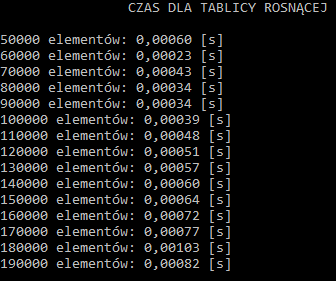 CZAS DLA TABLICY ROSNĄCEJ
50000 elementów: 0,00060 [s]
60000 elementów: 0,00023 [s]
70000 elementów: 0,00043 [s]
80000 elementów: 0,00034 [s]
90000 elementów: 0,00034 [s]
100000 elementów: 0,00039 [s]
110000 elementów: 0,00048 [s]
120000 elementów: 0,00051 [s]
130000 elementów: 0,00057 [s]
140000 elementów: 0,00060 [s]
150000 elementów: 0,00064 [s]
160000 elementów: 0,00072 [s]
170000 elementów: 0,00077 [s]
180000 elementów: 0,00103 [s]
190000 elementów: 0,00082 [s]